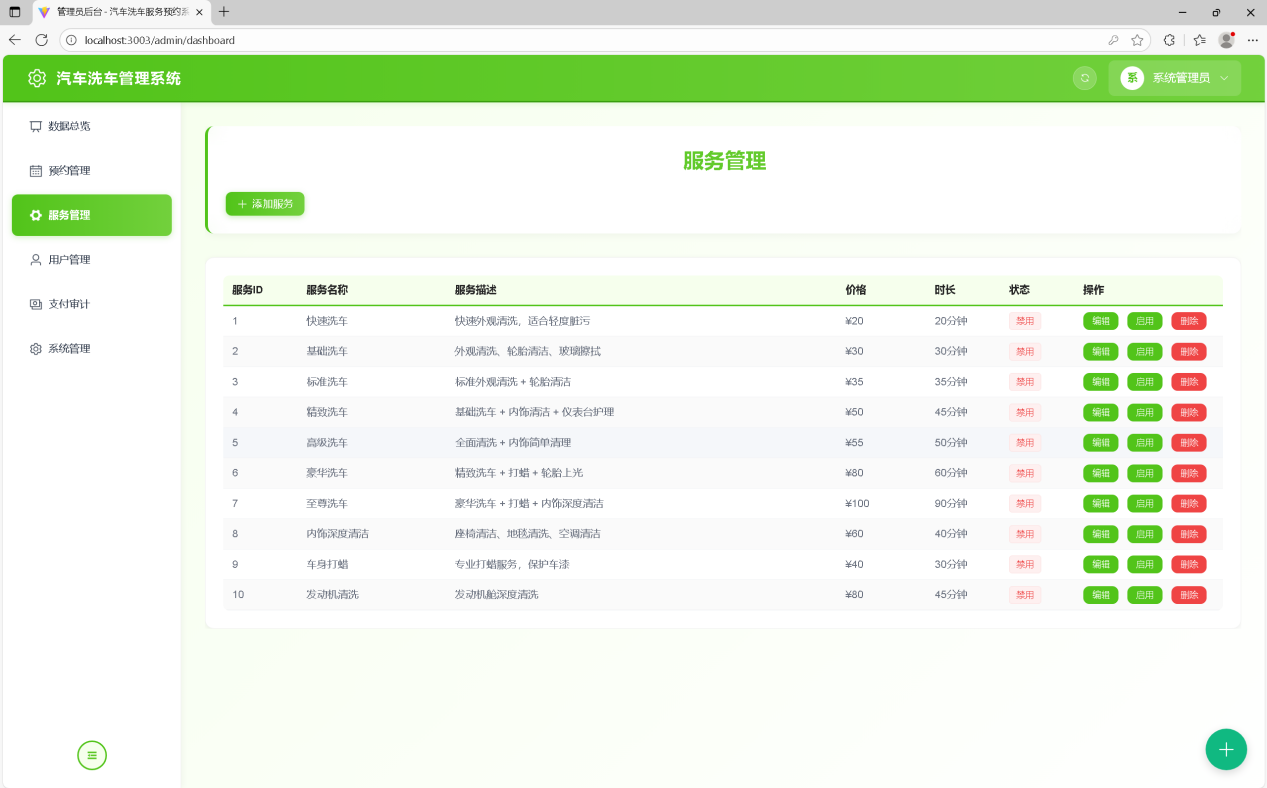 管理员后台 - 汽车洗车服务预约系
localhost:3003/admin/dashboard
汽车洗车管理系统
系 系统管理员
数据总览
预约管理
服务管理
用户管理
支付审计
系统管理
服务管理
+ 添加服务
服务ID 服务名称 服务描述 价格 时长 状态 操作
1 快速洗车 快速外观清洗，适合轻度脏污 ¥20 20分钟 禁用 编辑 启用 删除
2 基础洗车 外观清洗、轮胎清洁、玻璃擦拭 ¥30 30分钟 禁用 编辑 启用 删除
3 标准洗车 标准外观清洗 + 轮胎清洁 ¥35 35分钟 禁用 编辑 启用 删除
4 精致洗车 基础洗车 + 内饰清洁 + 仪表台护理 ¥50 45分钟 禁用 编辑 启用 删除
5 高级洗车 全面清洗 + 内饰简单清理 ¥55 50分钟 禁用 编辑 启用 删除
6 豪华洗车 精致洗车 + 打蜡 + 轮胎上光 ¥80 60分钟 禁用 编辑 启用 删除
7 至尊洗车 豪华洗车 + 打蜡 + 内饰深度清洁 ¥100 90分钟 禁用 编辑 启用 删除
8 内饰深度清洁 座椅清洁、地毯清洗、空调清洁 ¥60 40分钟 禁用 编辑 启用 删除
9 车身打蜡 专业打蜡服务，保护车漆 ¥40 30分钟 禁用 编辑 启用 删除
10 发动机清洗 发动机舱深度清洗 ¥80 45分钟 禁用 编辑 启用 删除